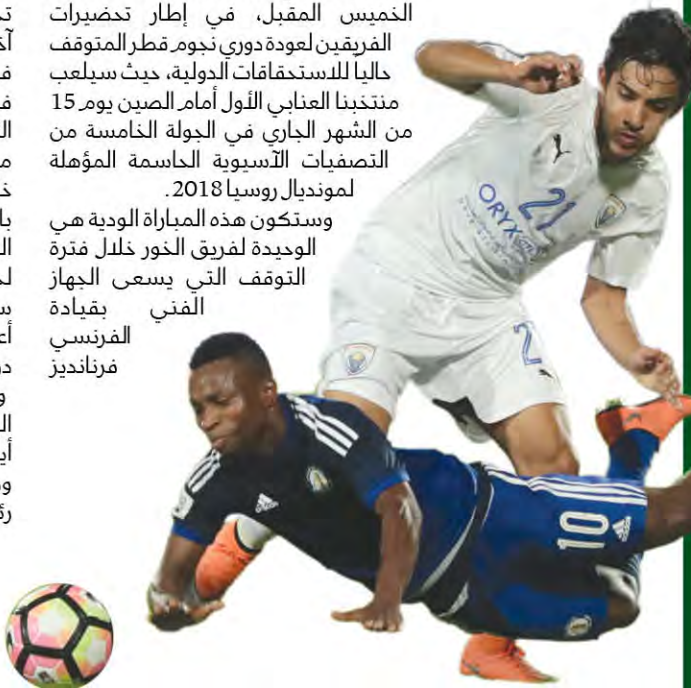 الخميس المقبل، في إطار تحضيرات
الفريقين لعودة دوري نجوم قطر المتوقف
حالياً للاستحقاقات الدولية، حيث سيلعب
منتخبنا العنابي الأول أمام الصين يوم 15
من الشهر الجاري في الجولة الخامسة من
التصفيات الآسيوية الحاسمة المؤهلة
لمونديال روسيا 2018.
وستكون هذه المباراة الودية هي
الوحيدة لفريق الخور خلال فترة
التوقف التي يسعى الجهاز
الفني بقيادة
الفرنسي
فرنانديز
21
ORYX
10